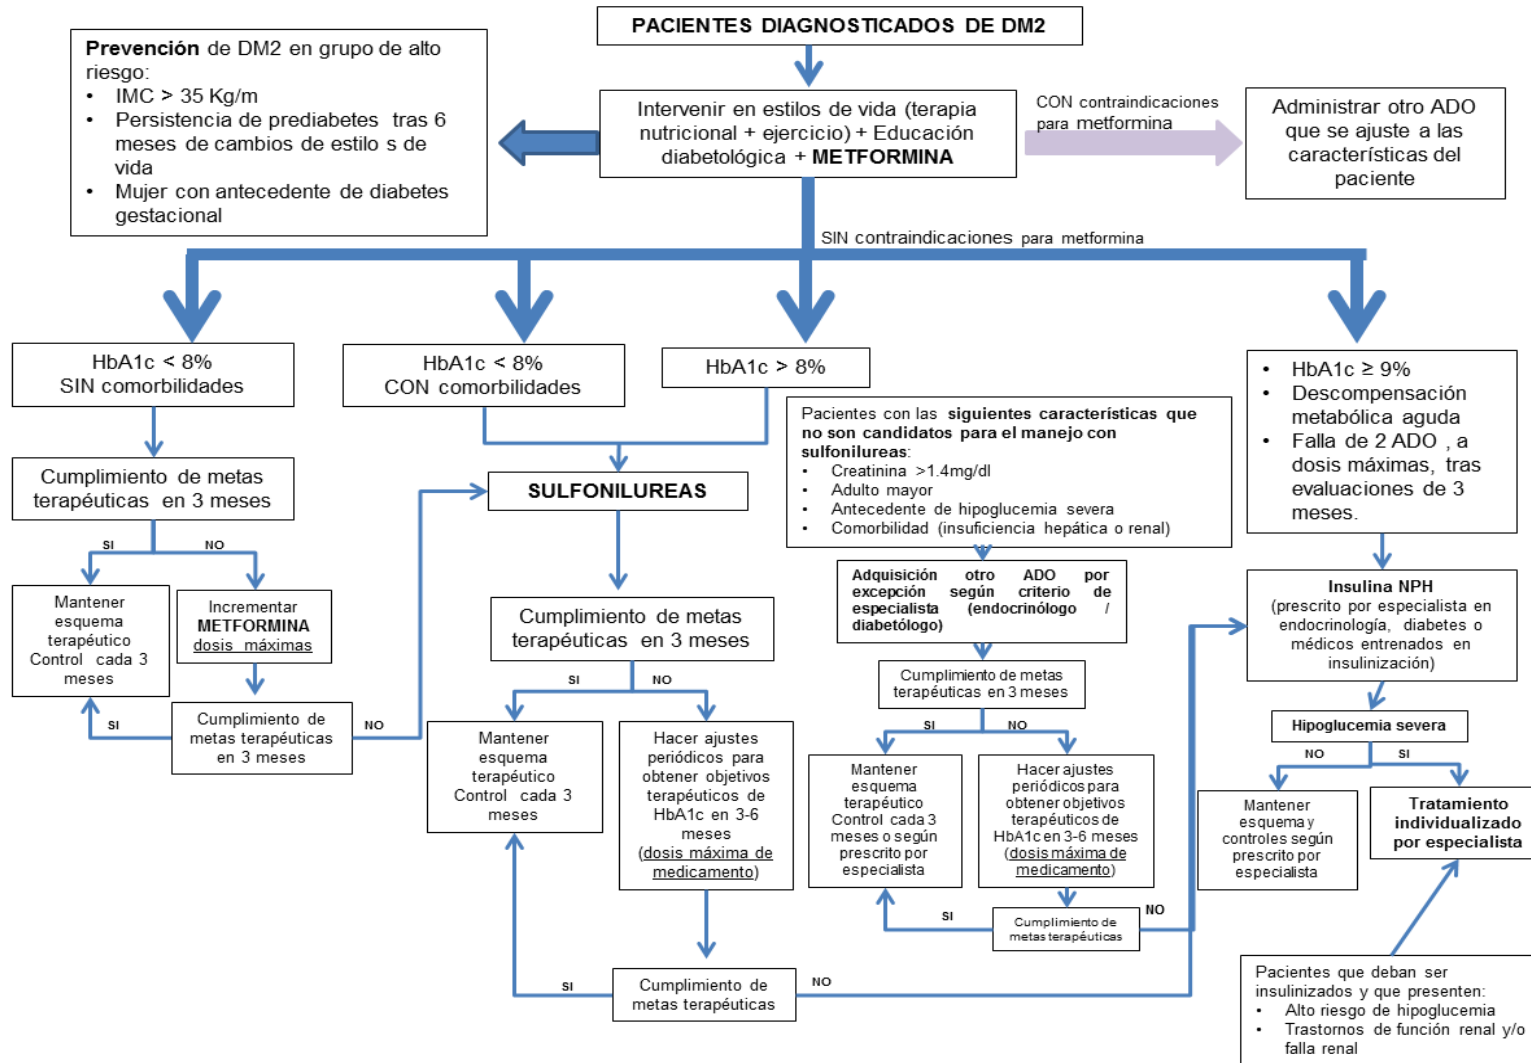 PACIENTES DIAGNOSTICADOS DE DM2
Prevención de DM2 en grupo de alto
riesgo:
• IMC > 35 Kg/m
• Persistencia de prediabetes tras 6
meses de cambios de estilo s de
vida
• Mujer con antecedente de diabetes
gestacional
Intervenir en estilos de vida (terapia
nutricional + ejercicio) + Educación
diabetológica + METFORMINA
CON contraindicaciones
para metformina
Administrar otro ADO
que se ajuste a las
características del
paciente
SIN contraindicaciones para metformina
HbA1c < 8%
SIN comorbilidades
HbA1c < 8%
CON comorbilidades
HbA1c > 8%
• HbA1c ≥ 9%
• Descompensación
metabólica aguda
• Falla de 2 ADO , a
dosis máximas, tras
evaluaciones de 3
meses.
Pacientes con las siguientes características que
no son candidatos para el manejo con
sulfonilureas:
• Creatinina >1.4mg/dl
• Adulto mayor
• Antecedente de hipoglucemia severa
• Comorbilidad (insuficiencia hepática o renal)
Cumplimiento de metas
terapéuticas en 3 meses
SULFONILUREAS
SI
NO
Mantener
esquema
terapéutico
Control cada 3
meses
Incrementar
METFORMINA
dosis máximas
SI
Cumplimiento de
metas terapéuticas
en 3 meses
NO
Cumplimiento de metas
terapéuticas en 3 meses
SI
NO
Mantener
esquema
terapéutico
Control cada 3
meses
Hacer ajustes
periódicos para
obtener objetivos
terapéuticos de
HbA1c en 3-6
meses
(dosis máxima de
medicamento)
SI
Cumplimiento de
metas terapéuticas
NO
Adquisición otro ADO por
excepción según criterio de
especialista (endocrinólogo /
diabetólogo)
Cumplimiento de metas
terapéuticas en 3 meses
SI
NO
Mantener
esquema
terapéutico
Control cada 3
meses o según
prescrito por
especialista
Hacer ajustes
periódicos para
obtener objetivos
terapéuticos de
HbA1c en 3-6 meses
(dosis máxima de
medicamento)
SI
Cumplimiento de
metas terapéuticas
NO
Insulina NPH
(prescrito por especialista en
endocrinología, diabetes o
médicos entrenados en
insulinización)
Hipoglucemia severa
NO
SI
Mantener
esquema y
controles según
prescrito por
especialista
Tratamiento
individualizado
por especialista
Pacientes que deban ser
insulinizados y que presenten:
• Alto riesgo de hipoglucemia
• Trastornos de función renal y/o
falla renal